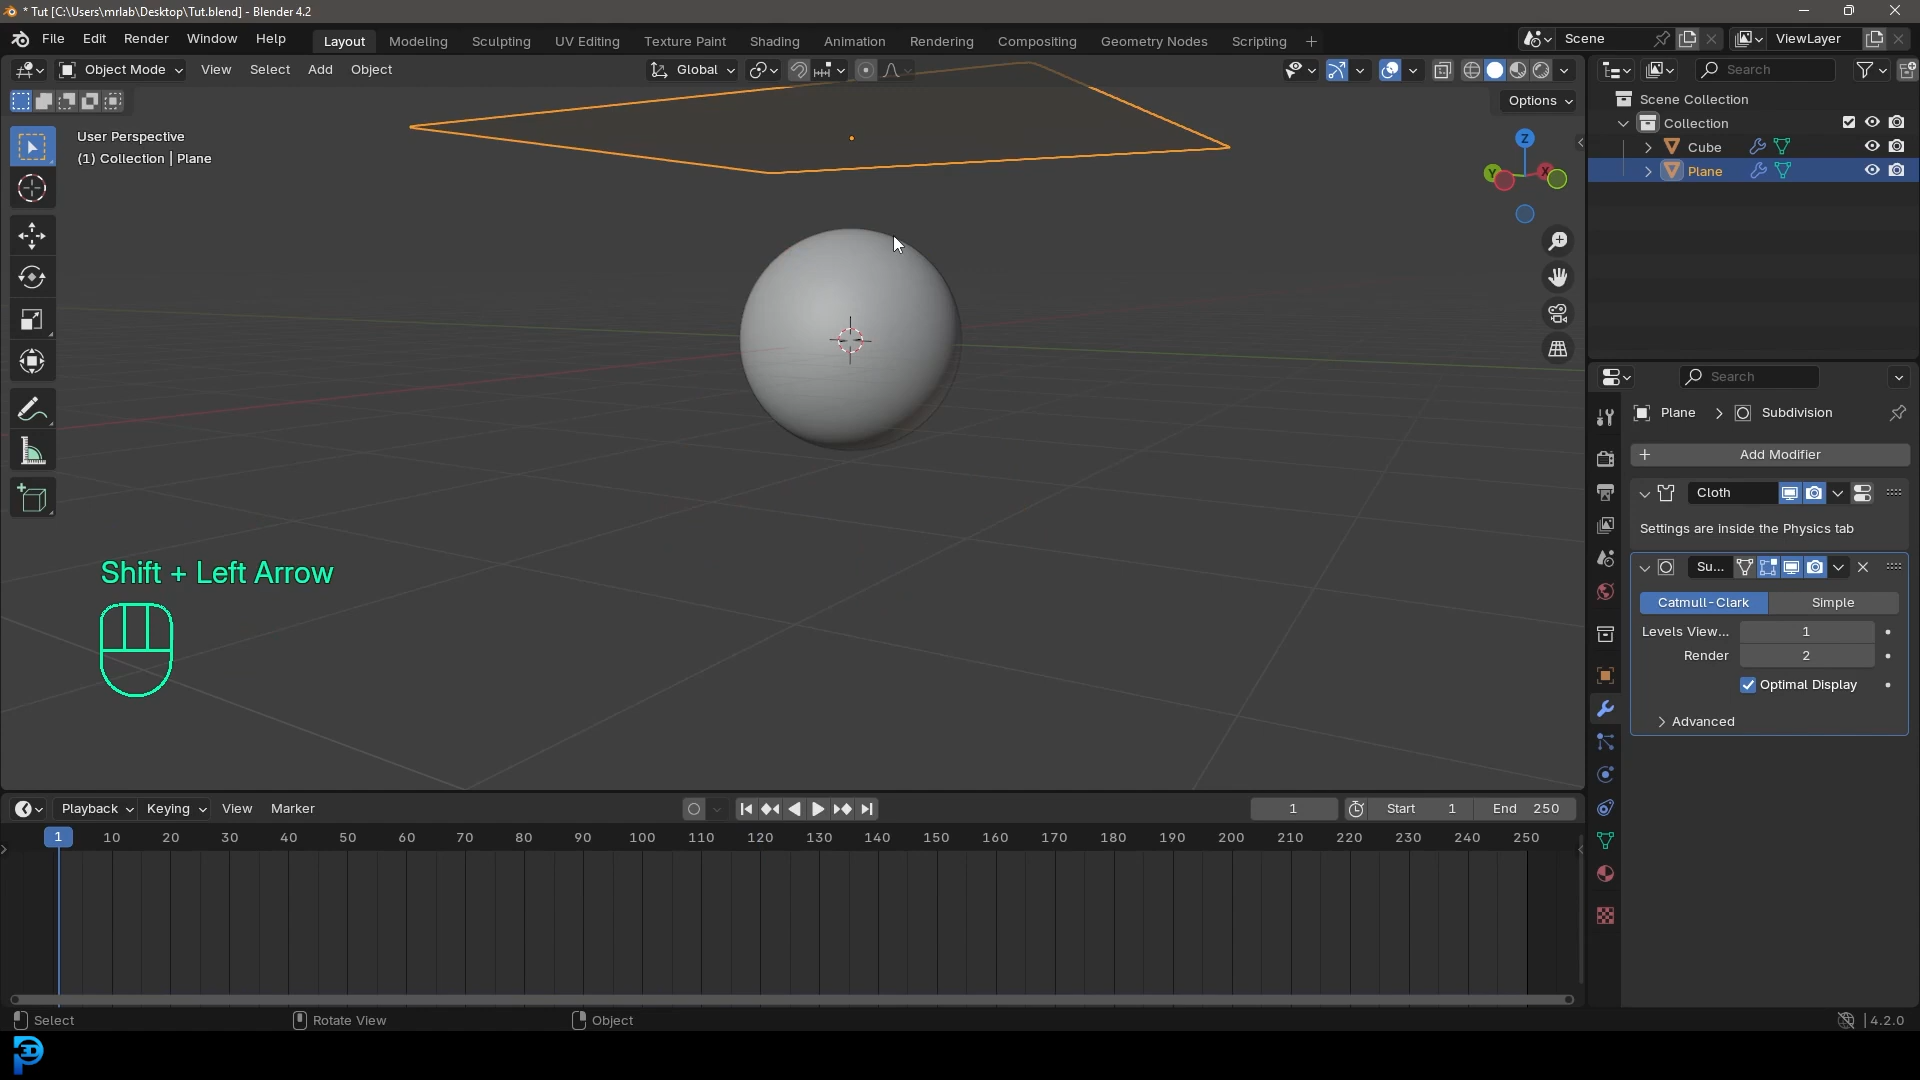 * Tut [C:\Users\mrlab\Desktop\Tut.blend] - Blender 4.2
File Edit Render Window Help Layout Modeling Sculpting UV Editing Texture Paint Shading Animation Rendering Compositing Geometry Nodes Scripting + Scene ViewLayer
Object Mode View Select Add Object Global Search
Options
Scene Collection
Collection
Cube
Plane
User Perspective
(1) Collection | Plane
Z
Y
X
Search
Plane > Subdivision
+ Add Modifier
Cloth
Settings are inside the Physics tab
Su...
Catmull-Clark Simple
Levels View... 1
Render 2
Optimal Display
Advanced
Shift + Left Arrow
Playback Keying View Marker 1 Start 1 End 250
1 10 20 30 40 50 60 70 80 90 100 110 120 130 140 150 160 170 180 190 200 210 220 230 240 250
Select Rotate View Object 4.2.0
3D